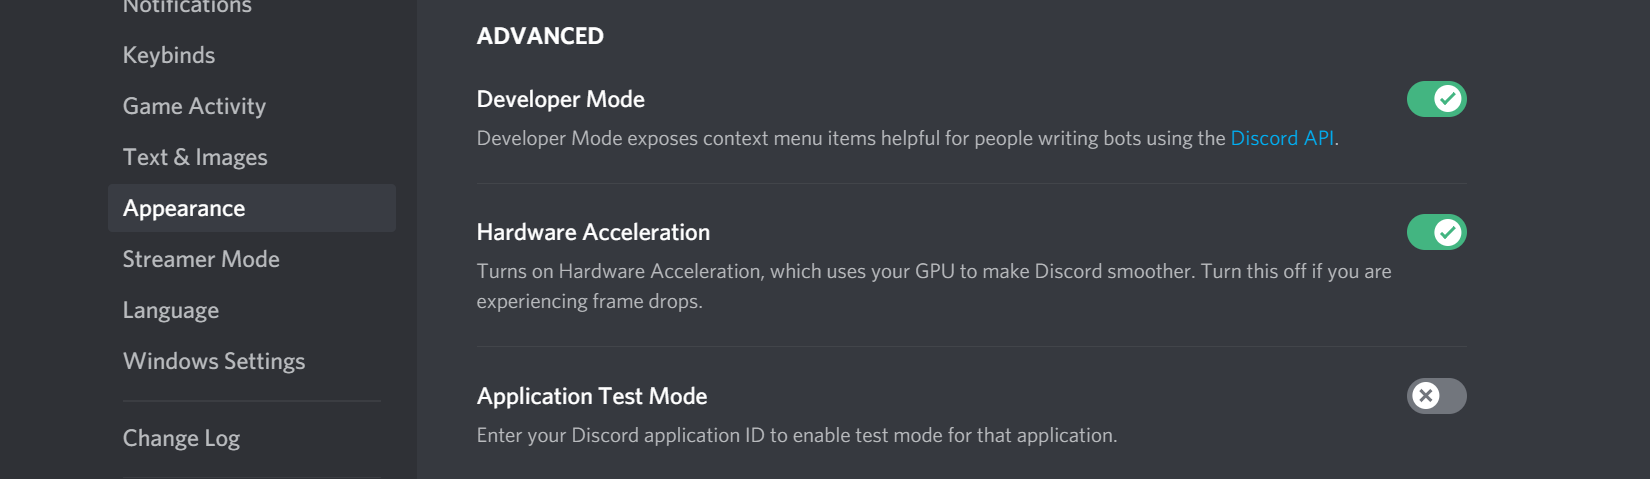 Notifications
Keybinds
Game Activity
Text & Images
Appearance
Streamer Mode
Language
Windows Settings
Change Log
ADVANCED
Developer Mode
Developer Mode exposes context menu items helpful for people writing bots using the Discord API.
Hardware Acceleration
Turns on Hardware Acceleration, which uses your GPU to make Discord smoother. Turn this off if you are
experiencing frame drops.
Application Test Mode
Enter your Discord application ID to enable test mode for that application.